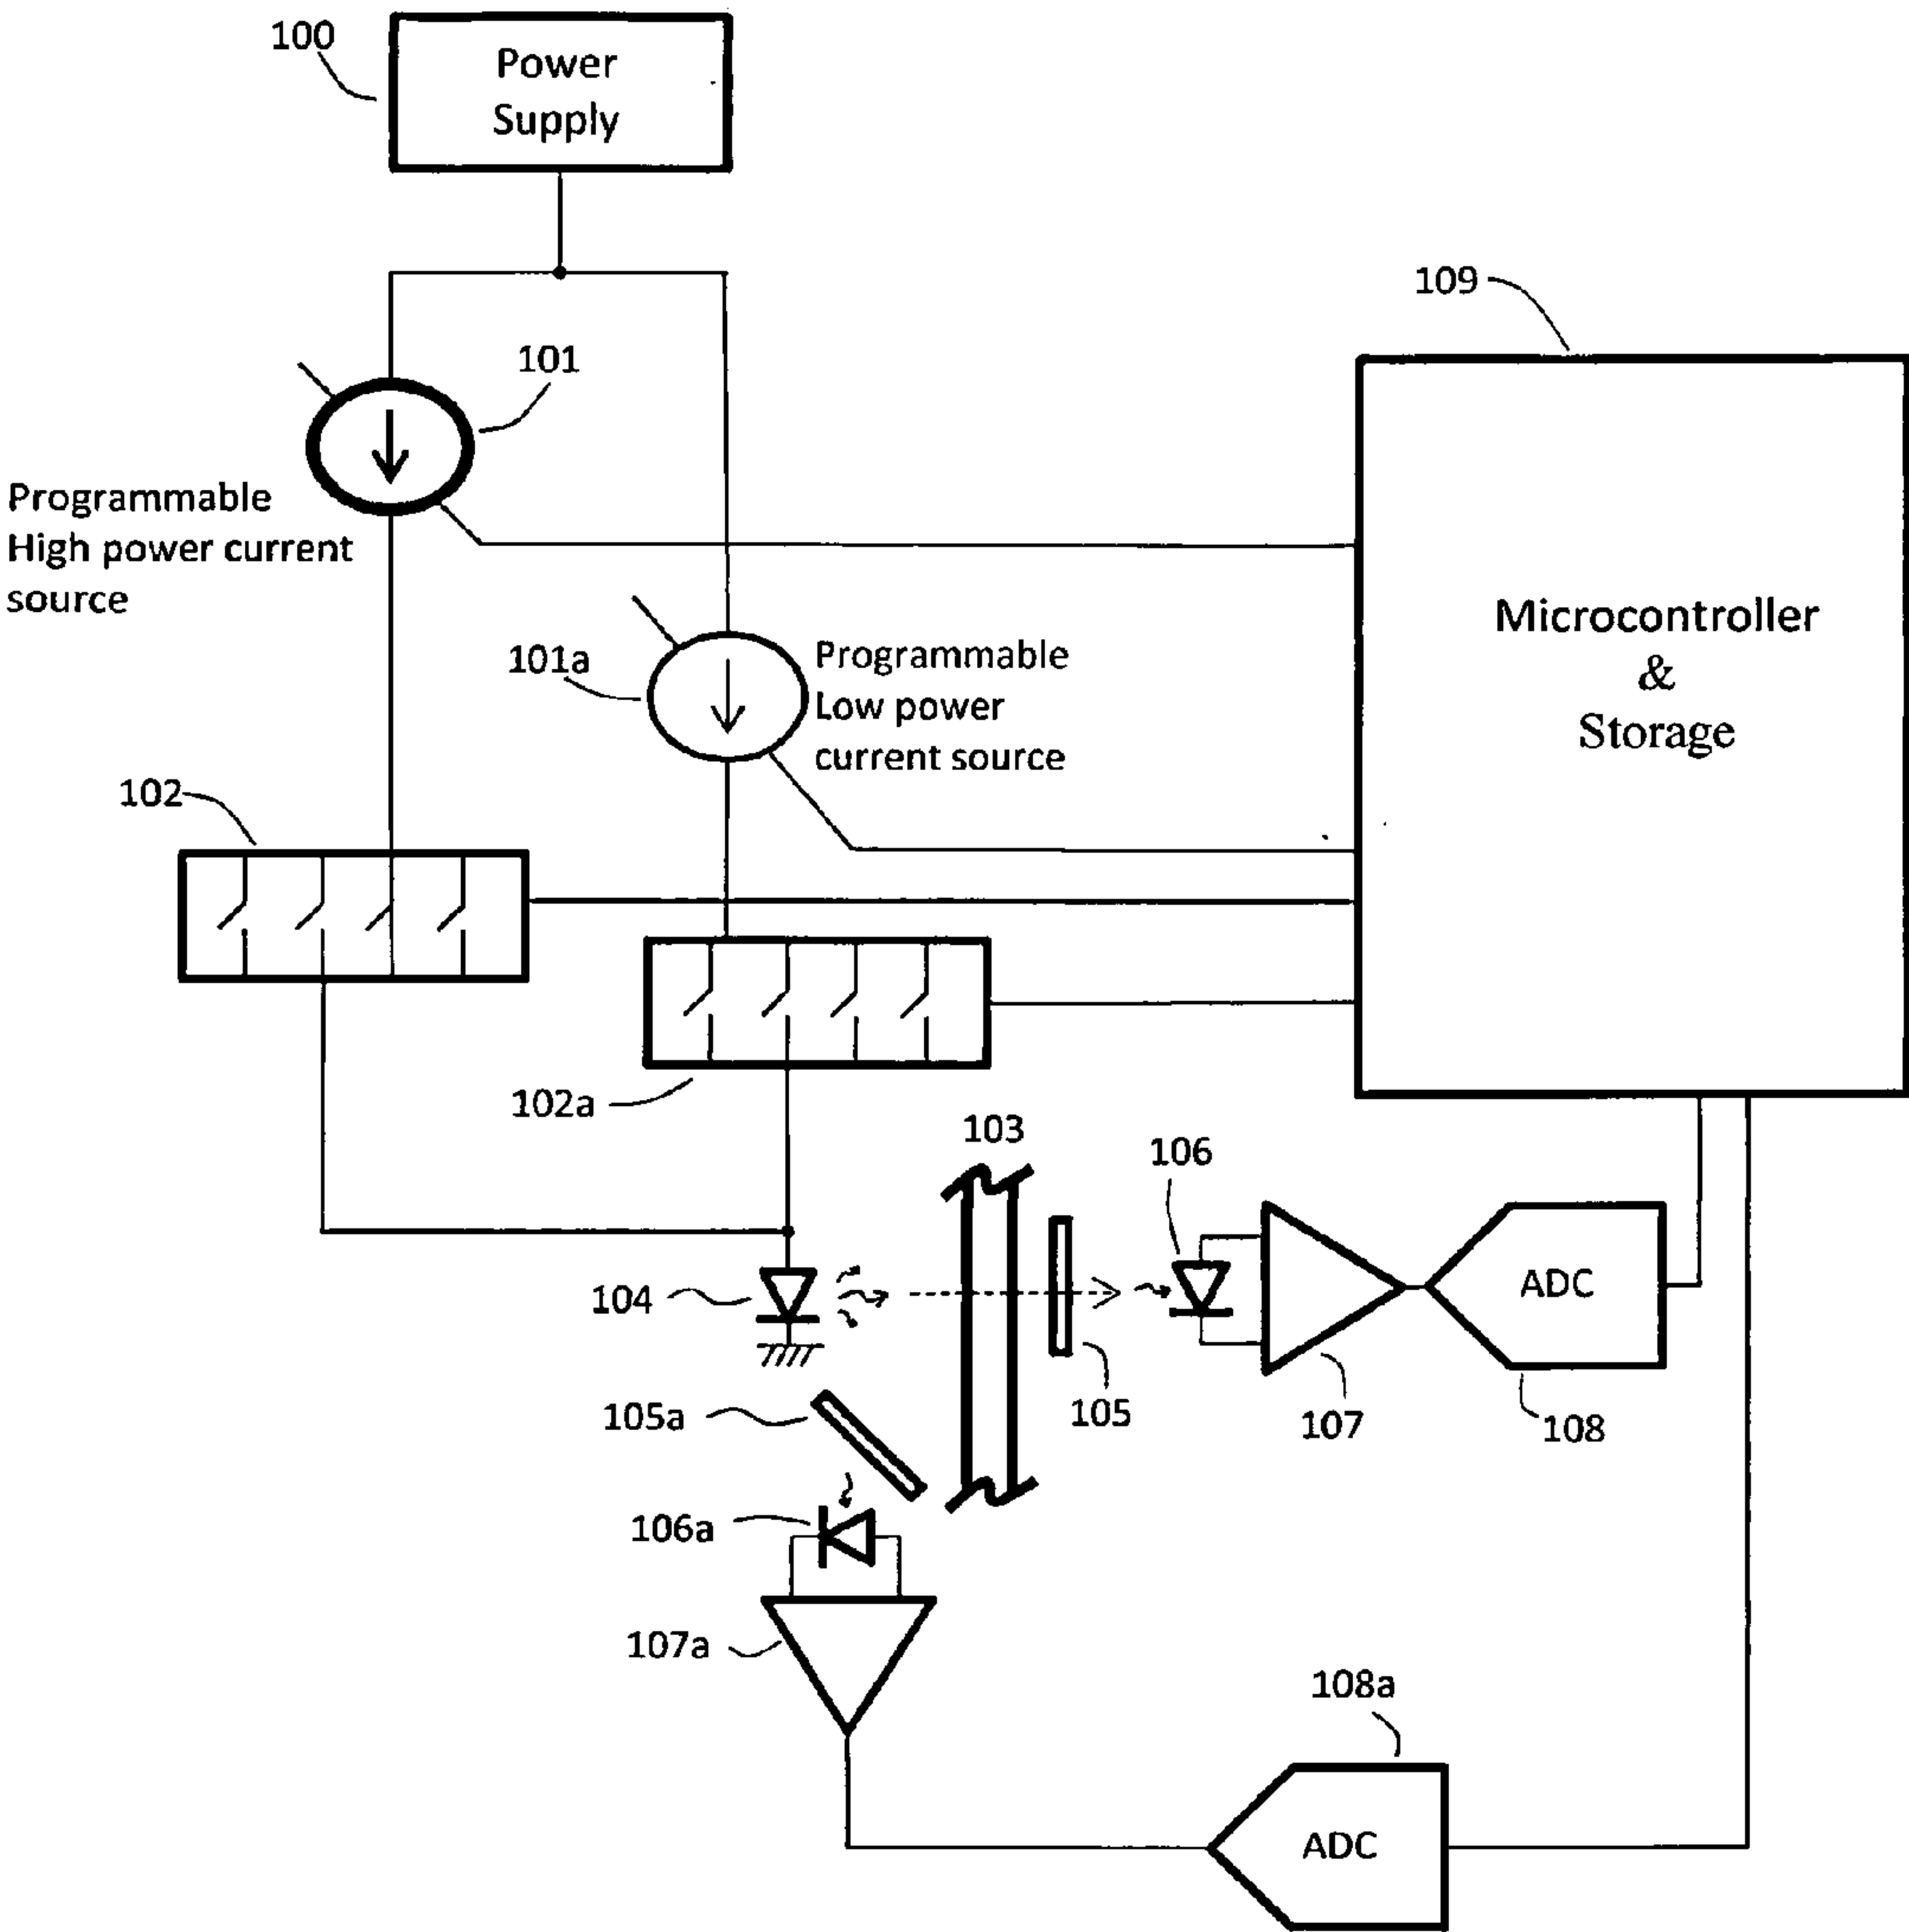 100
Power
Supply
109
101
Programmable
High power current
source
Microcontroller
&
Storage
101a
Programmable
Low power
current source
102
102a
103
106
104
ADC
105a
105
107
108
106a
107a
108a
ADC